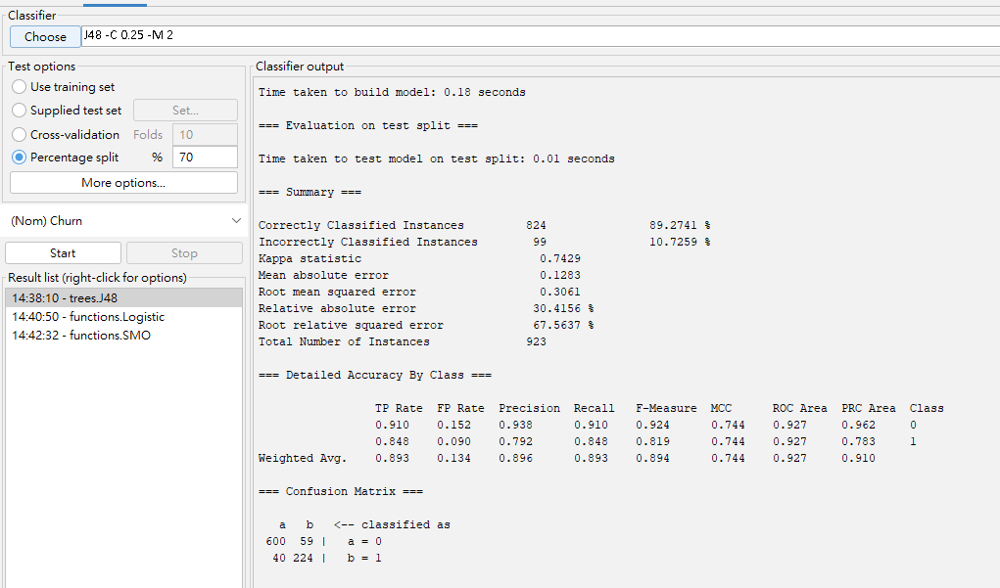 Classifier
Choose J48 -C 0.25 -M 2
Test options
Use training set
Supplied test set Set...
Cross-validation Folds 10
Percentage split % 70
More options...
(Nom) Churn
Start Stop
Result list (right-click for options)
14:38:10 - trees.J48
14:40:50 - functions.Logistic
14:42:32 - functions.SMO
Classifier output
Time taken to build model: 0.18 seconds
=== Evaluation on test split ===
Time taken to test model on test split: 0.01 seconds
=== Summary ===
Correctly Classified Instances 824 89.2741 %
Incorrectly Classified Instances 99 10.7259 %
Kappa statistic 0.7429
Mean absolute error 0.1283
Root mean squared error 0.3061
Relative absolute error 30.4156 %
Root relative squared error 67.5637 %
Total Number of Instances 923
=== Detailed Accuracy By Class ===
TP Rate FP Rate Precision Recall F-Measure MCC ROC Area PRC Area Class
0.910 0.152 0.938 0.910 0.924 0.744 0.927 0.962 0
0.848 0.090 0.792 0.848 0.819 0.744 0.927 0.783 1
Weighted Avg. 0.893 0.134 0.896 0.893 0.894 0.744 0.927 0.910
=== Confusion Matrix ===
a b <-- classified as
600 59 | a = 0
40 224 | b = 1